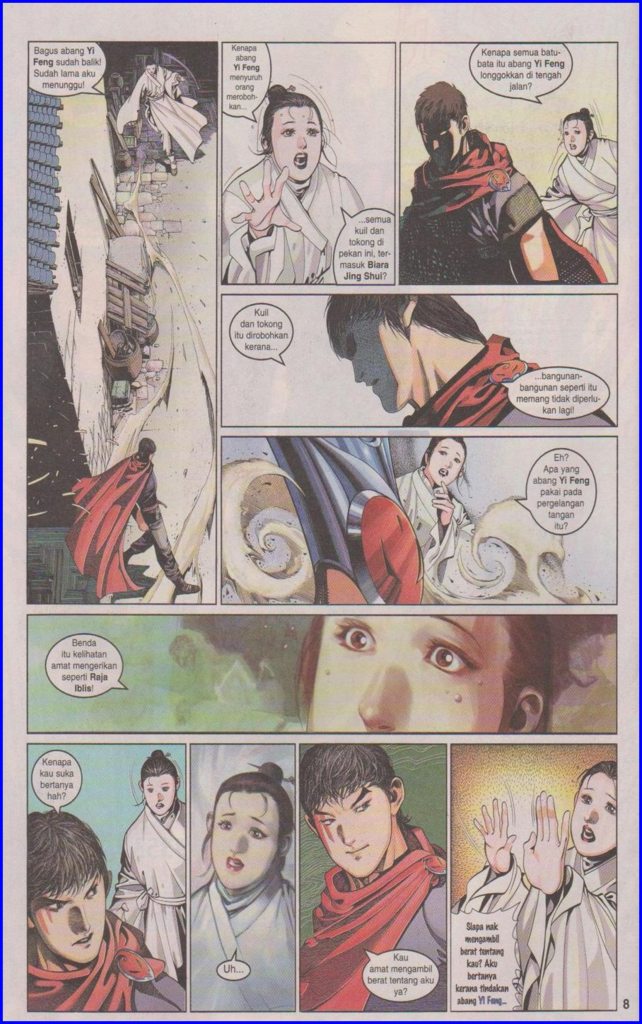 Bagus abang Yi
Feng sudah balik!
Sudah lama aku
menunggu!
Kenapa
abang
Yi Feng
menyuruh
orang
meroboh-
kan...
...semua
kuil dan
tokong di
pekan ini, ter-
masuk Biara
Jing Shui?
Kenapa semua batu-
bata itu abang Yi Feng
longgokkan di tengah
jalan?
Kuil
dan tokong
itu dirobohkan
kerana...
...bangunan-
bangunan seperti itu
memang tidak diperlu-
kan lagi!
Eh?
Apa yang
abang Yi Feng
pakai pada
pergelangan
tangan
itu?
Benda
itu kelihatan
amat mengerikan
seperti Raja
Iblis!
Kenapa
kau suka
bertanya
hah?
Uh...
Kau
amat mengambil
berat tentang aku
ya?
Siapa nak
mengambil
berat tentang
kau? Aku
bertanya
kerana tindakan
abang Yi Feng...
8